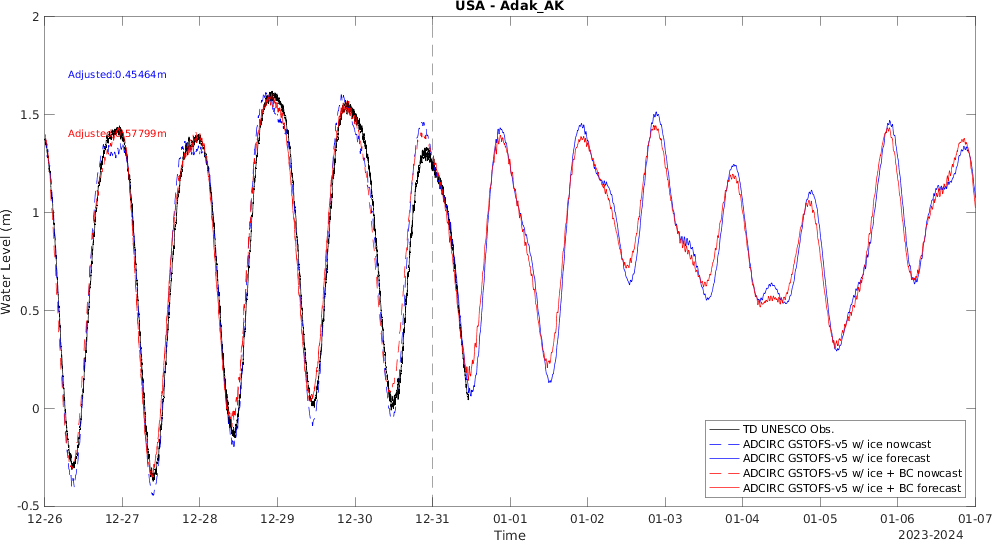 USA - Adak_AK
2
1.5
1
0.5
0
-0.5
Water Level (m)
Adjusted:0.45464m
Adjusted:0.57799m
TD UNESCO Obs.
ADCIRC GSTOFS-v5 w/ ice nowcast
ADCIRC GSTOFS-v5 w/ ice forecast
ADCIRC GSTOFS-v5 w/ ice + BC nowcast
ADCIRC GSTOFS-v5 w/ ice + BC forecast
12-26 12-27 12-28 12-29 12-30 12-31 01-01 01-02 01-03 01-04 01-05 01-06 01-07
Time
2023-2024